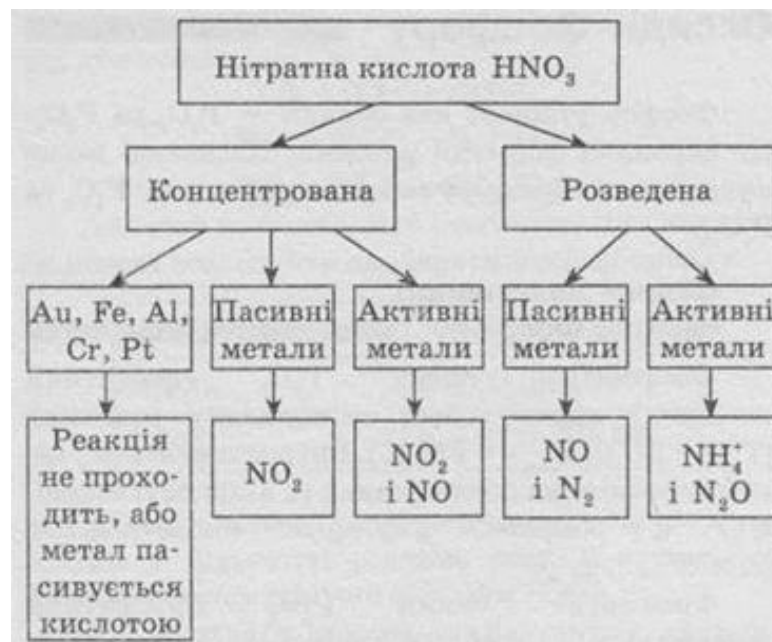 Нітратна кислота HNO₃
Концентрована
Розведена
Au, Fe, Al,
Cr, Pt
Пасивні
метали
Активні
метали
Пасивні
метали
Активні
метали
Реакція
не прохо-
дить, або
метал па-
сивується
кислотою
NO₂
NO₂
і NO
NO
і N₂
NH₄⁺
і N₂O